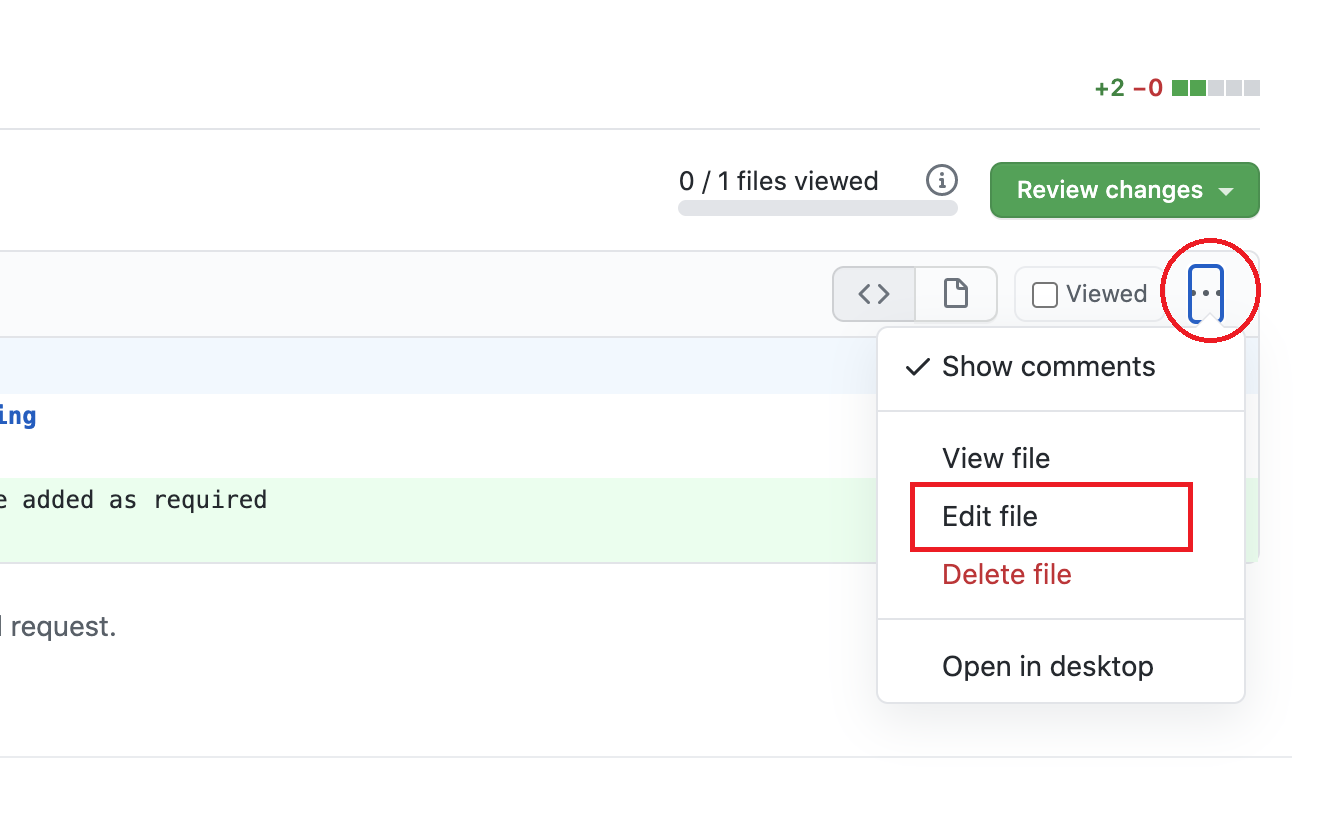 +2 −0
0 / 1 files viewed
Review changes
Viewed
Show comments
ing
View file
added as required
Edit file
Delete file
request.
Open in desktop